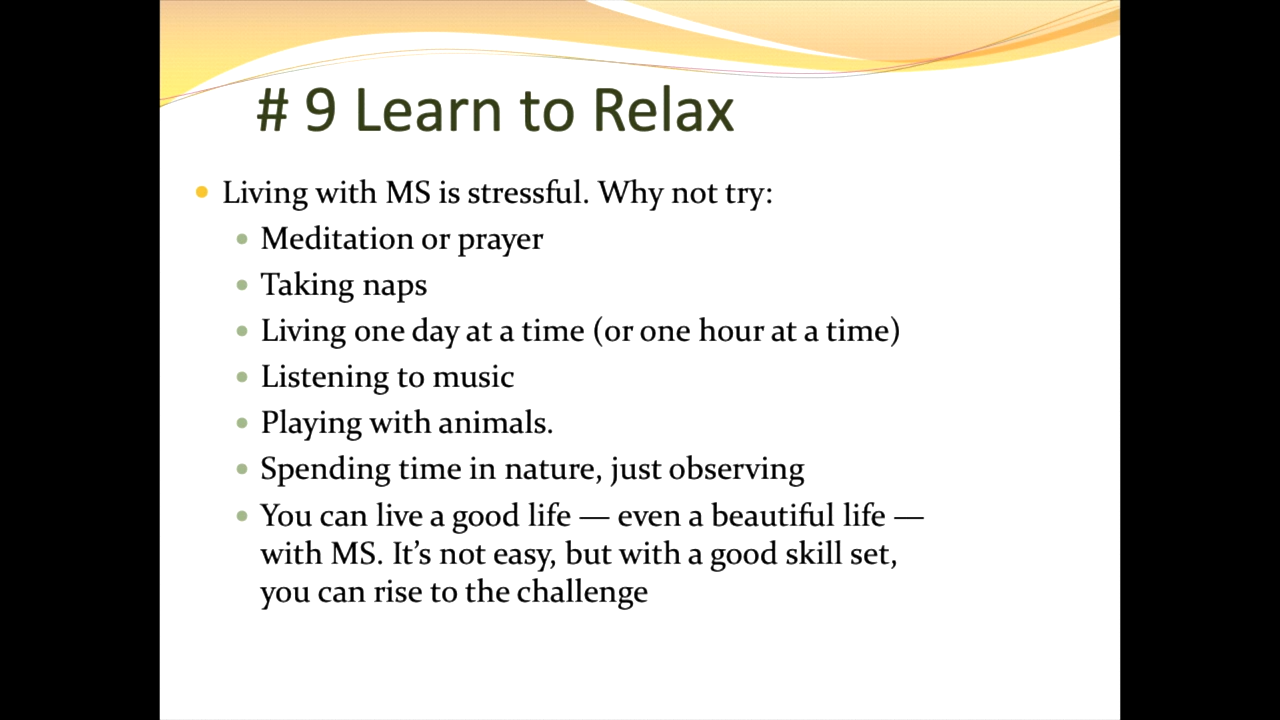 # 9 Learn to Relax
Living with MS is stressful. Why not try:
Meditation or prayer
Taking naps
Living one day at a time (or one hour at a time)
Listening to music
Playing with animals.
Spending time in nature, just observing
You can live a good life — even a beautiful life —
with MS. It’s not easy, but with a good skill set,
you can rise to the challenge